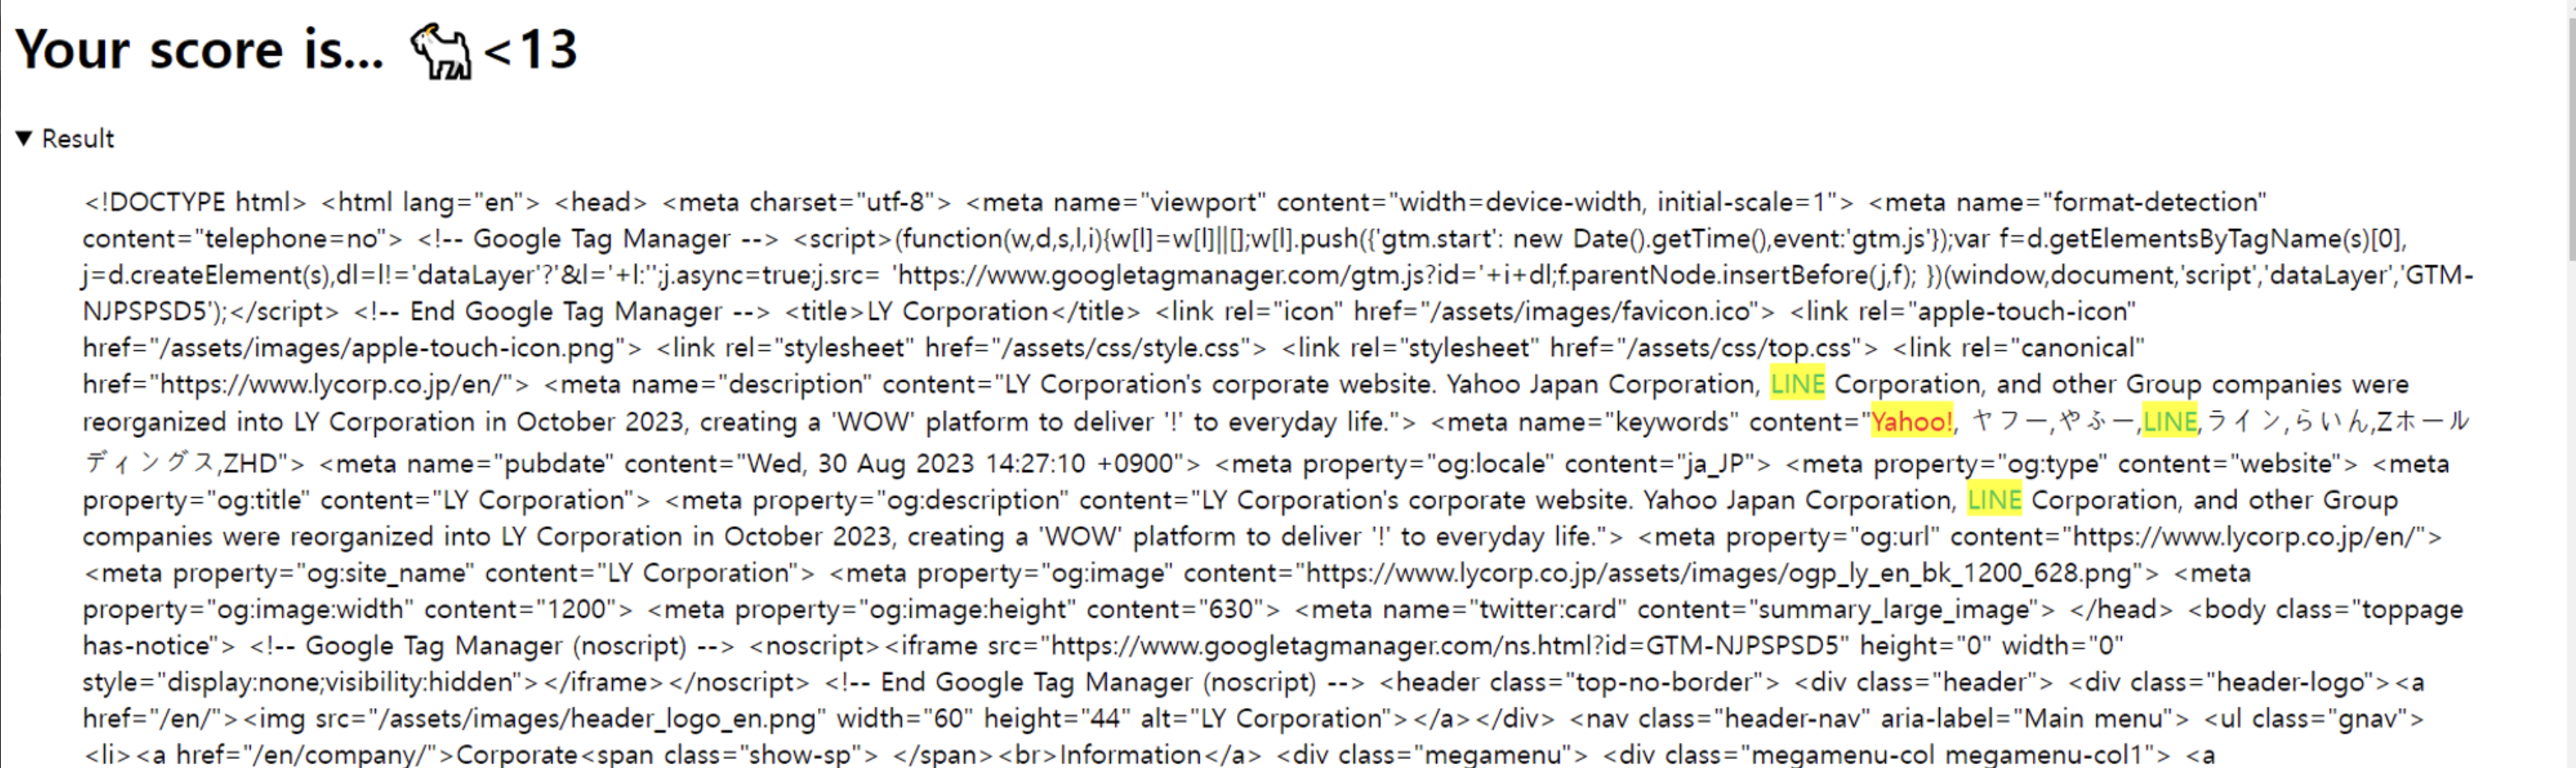 Your score is... 🐐<13
▼ Result
<!DOCTYPE html> <html lang="en"> <head> <meta charset="utf-8"> <meta name="viewport" content="width=device-width, initial-scale=1"> <meta name="format-detection"
content="telephone=no"> <!-- Google Tag Manager --> <script>(function(w,d,s,l,i){w[l]=w[l]||[];w[l].push({'gtm.start': new Date().getTime(),event:'gtm.js'});var f=d.getElementsByTagName(s)[0],
j=d.createElement(s),dl=l!='dataLayer'?'&l='+l:'';j.async=true;j.src= 'https://www.googletagmanager.com/gtm.js?id='+i+dl;f.parentNode.insertBefore(j,f); })(window,document,'script','dataLayer','GTM-
NJPSPSD5');</script> <!-- End Google Tag Manager --> <title>LY Corporation</title> <link rel="icon" href="/assets/images/favicon.ico"> <link rel="apple-touch-icon"
href="/assets/images/apple-touch-icon.png"> <link rel="stylesheet" href="/assets/css/style.css"> <link rel="stylesheet" href="/assets/css/top.css"> <link rel="canonical"
href="https://www.lycorp.co.jp/en/"> <meta name="description" content="LY Corporation's corporate website. Yahoo Japan Corporation, LINE Corporation, and other Group companies were
reorganized into LY Corporation in October 2023, creating a 'WOW' platform to deliver '!' to everyday life."> <meta name="keywords" content="Yahoo!, ヤフー,やふー,LINE,ライン,らいん,Zホール
ディングス,ZHD"> <meta name="pubdate" content="Wed, 30 Aug 2023 14:27:10 +0900"> <meta property="og:locale" content="ja_JP"> <meta property="og:type" content="website"> <meta
property="og:title" content="LY Corporation"> <meta property="og:description" content="LY Corporation's corporate website. Yahoo Japan Corporation, LINE Corporation, and other Group
companies were reorganized into LY Corporation in October 2023, creating a 'WOW' platform to deliver '!' to everyday life."> <meta property="og:url" content="https://www.lycorp.co.jp/en/">
<meta property="og:site_name" content="LY Corporation"> <meta property="og:image" content="https://www.lycorp.co.jp/assets/images/ogp_ly_en_bk_1200_628.png"> <meta
property="og:image:width" content="1200"> <meta property="og:image:height" content="630"> <meta name="twitter:card" content="summary_large_image"> </head> <body class="toppage
has-notice"> <!-- Google Tag Manager (noscript) --> <noscript><iframe src="https://www.googletagmanager.com/ns.html?id=GTM-NJPSPSD5" height="0" width="0"
style="display:none;visibility:hidden"></iframe></noscript> <!-- End Google Tag Manager (noscript) --> <header class="top-no-border"> <div class="header"> <div class="header-logo"><a
href="/en/"><img src="/assets/images/header_logo_en.png" width="60" height="44" alt="LY Corporation"></a></div> <nav class="header-nav" aria-label="Main menu"> <ul class="gnav">
<li><a href="/en/company/">Corporate<span class="show-sp"> </span><br>Information</a> <div class="megamenu"> <div class="megamenu-col megamenu-col1"> <a